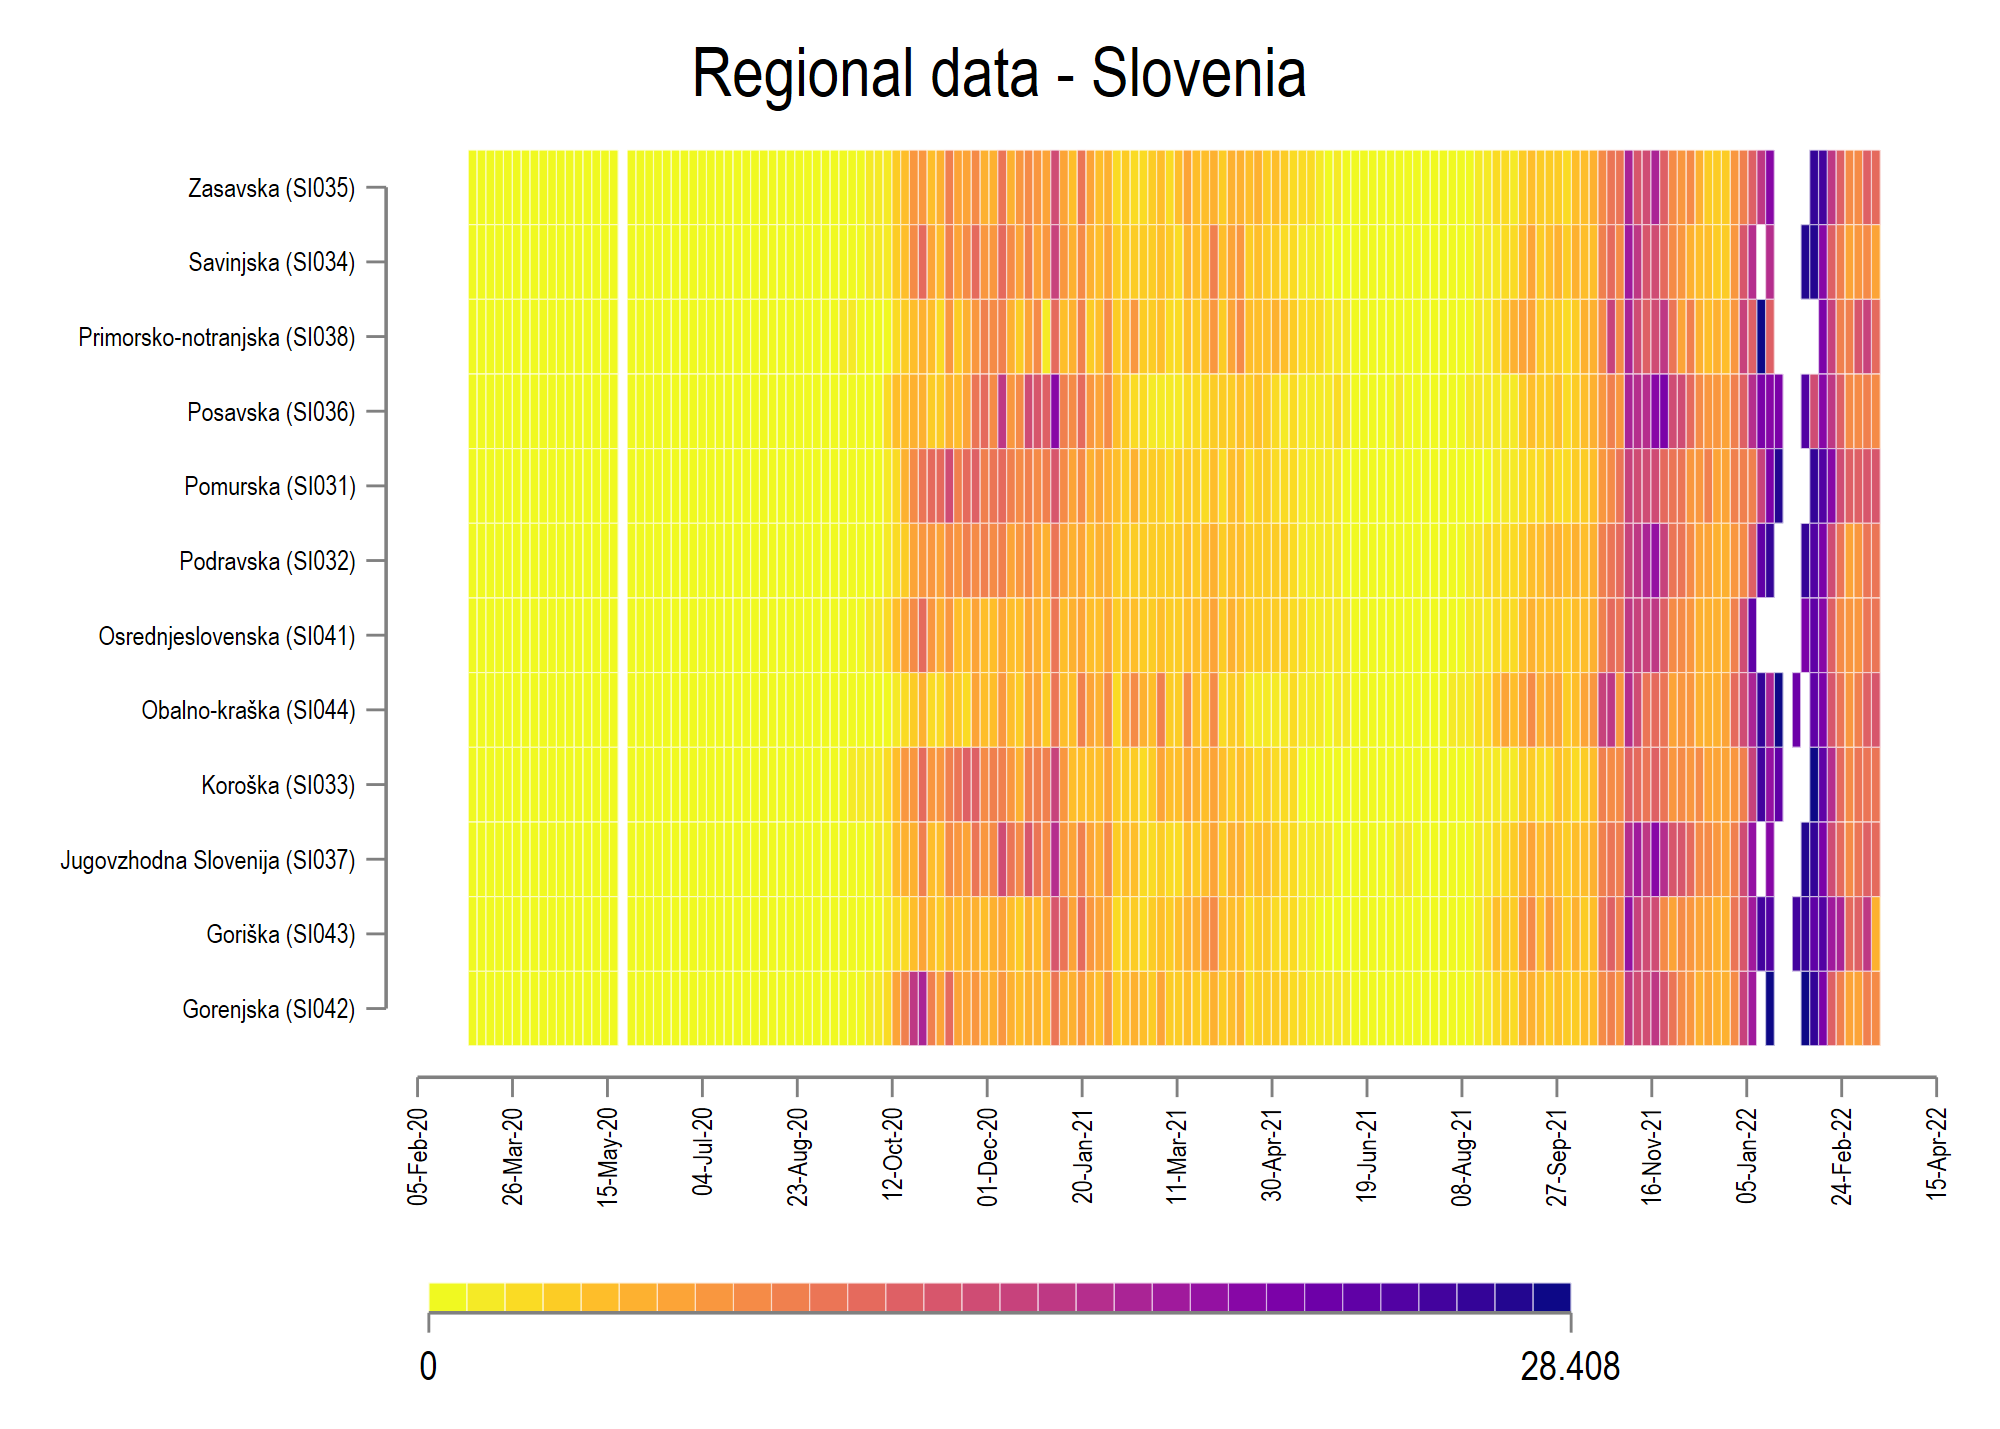 Regional data - Slovenia
Zasavska (SI035)
Savinjska (SI034)
Primorsko-notranjska (SI038)
Posavska (SI036)
Pomurska (SI031)
Podravska (SI032)
Osrednjeslovenska (SI041)
Obalno-kraška (SI044)
Koroška (SI033)
Jugovzhodna Slovenija (SI037)
Goriška (SI043)
Gorenjska (SI042)
05-Feb-20
26-Mar-20
15-May-20
04-Jul-20
23-Aug-20
12-Oct-20
01-Dec-20
20-Jan-21
11-Mar-21
30-Apr-21
19-Jun-21
08-Aug-21
27-Sep-21
16-Nov-21
05-Jan-22
24-Feb-22
15-Apr-22
0
28.408